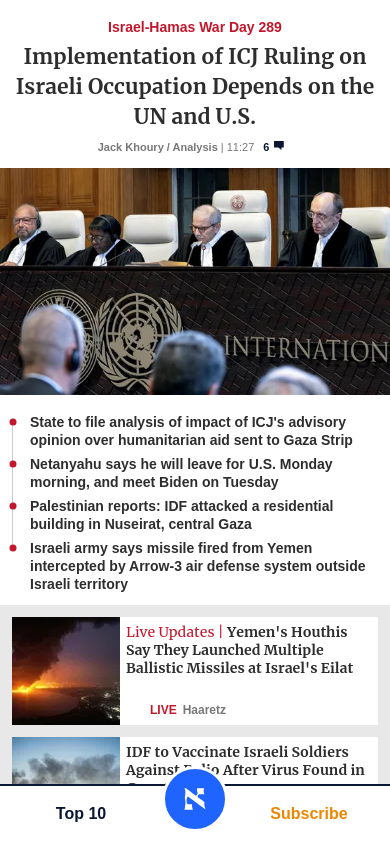 Israel-Hamas War Day 289
Implementation of ICJ Ruling on
Israeli Occupation Depends on the
UN and U.S.
Jack Khoury / Analysis | 11:27 6
INTERNATION
State to file analysis of impact of ICJ's advisory
opinion over humanitarian aid sent to Gaza Strip
Netanyahu says he will leave for U.S. Monday
morning, and meet Biden on Tuesday
Palestinian reports: IDF attacked a residential
building in Nuseirat, central Gaza
Israeli army says missile fired from Yemen
intercepted by Arrow-3 air defense system outside
Israeli territory
Live Updates | Yemen's Houthis
Say They Launched Multiple
Ballistic Missiles at Israel's Eilat
LIVE Haaretz
IDF to Vaccinate Israeli Soldiers
Against Polio After Virus Found in
Top 10
Subscribe